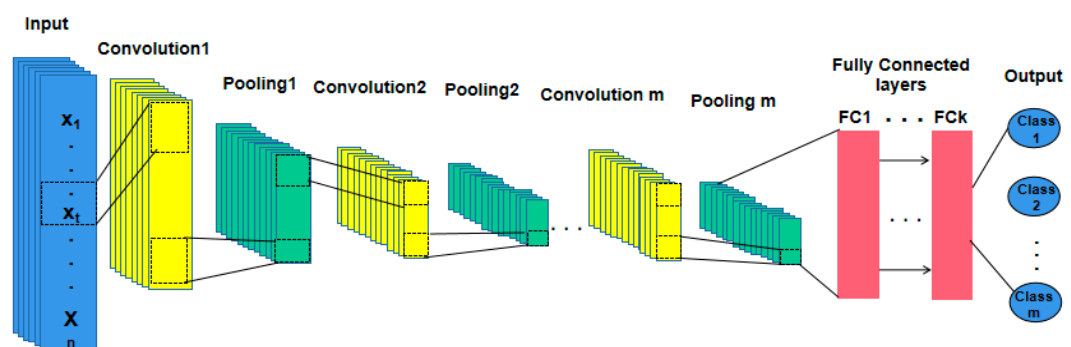 Input
Convolution1
Pooling1
Convolution2
Pooling2
Convolution m
Pooling m
Fully Connected
layers
Output
FC1 . . . FCk
x1
.
.
.
xt
.
.
.
X
n
. . .
. . .
Class
1
Class
2
.
.
.
Class
m